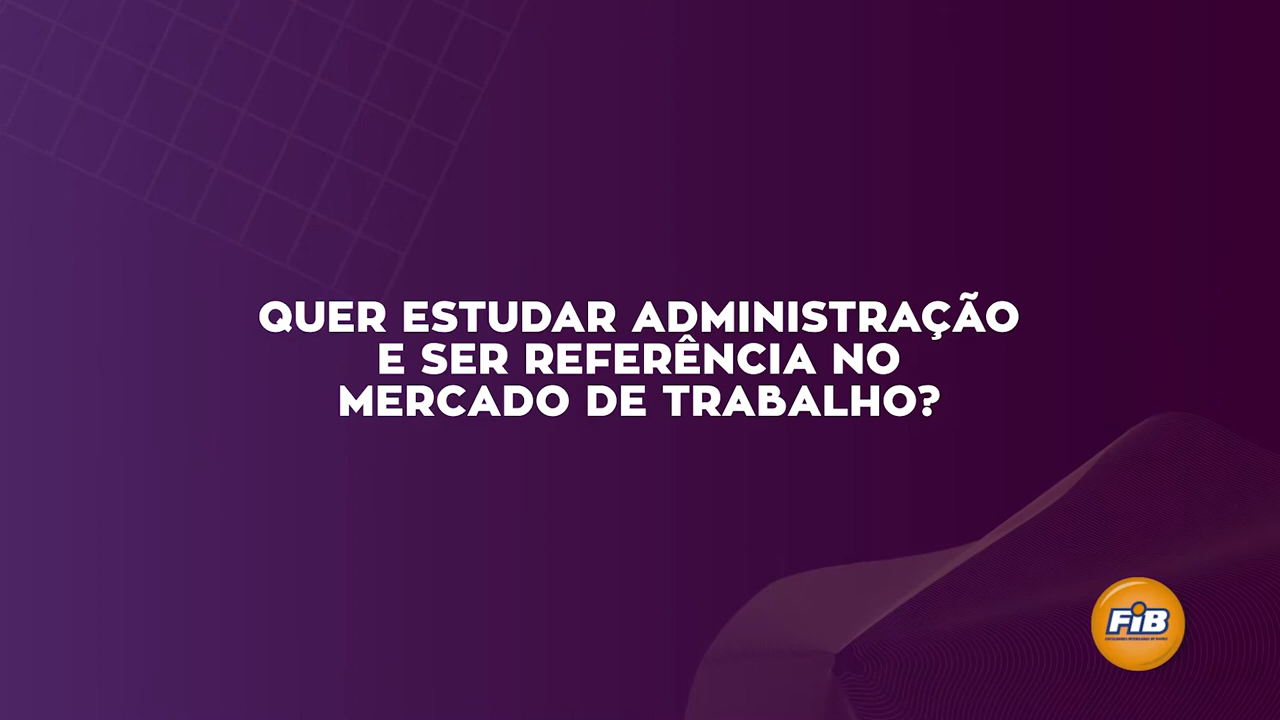 QUER ESTUDAR ADMINISTRAÇÃO
E SER REFERÊNCIA NO
MERCADO DE TRABALHO?
FIB